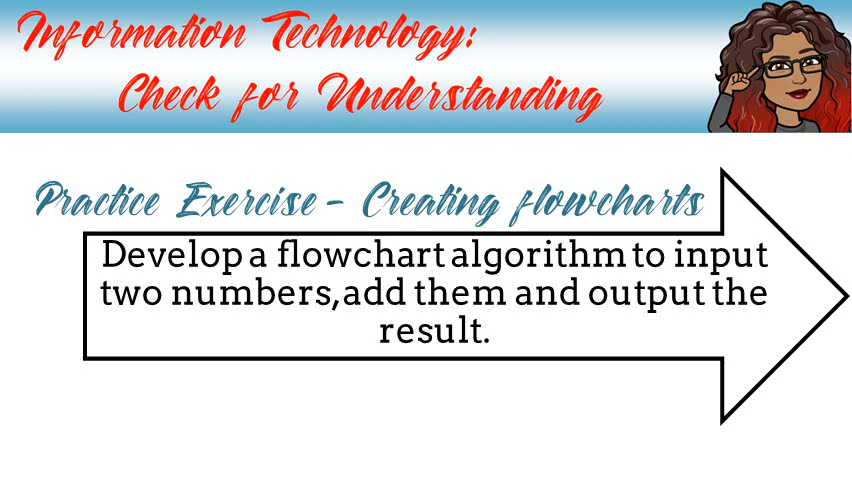 Information Technology:
Check for Understanding
Practice Exercise - Creating flowcharts
Develop a flowchart algorithm to input
two numbers,add them and output the
result.